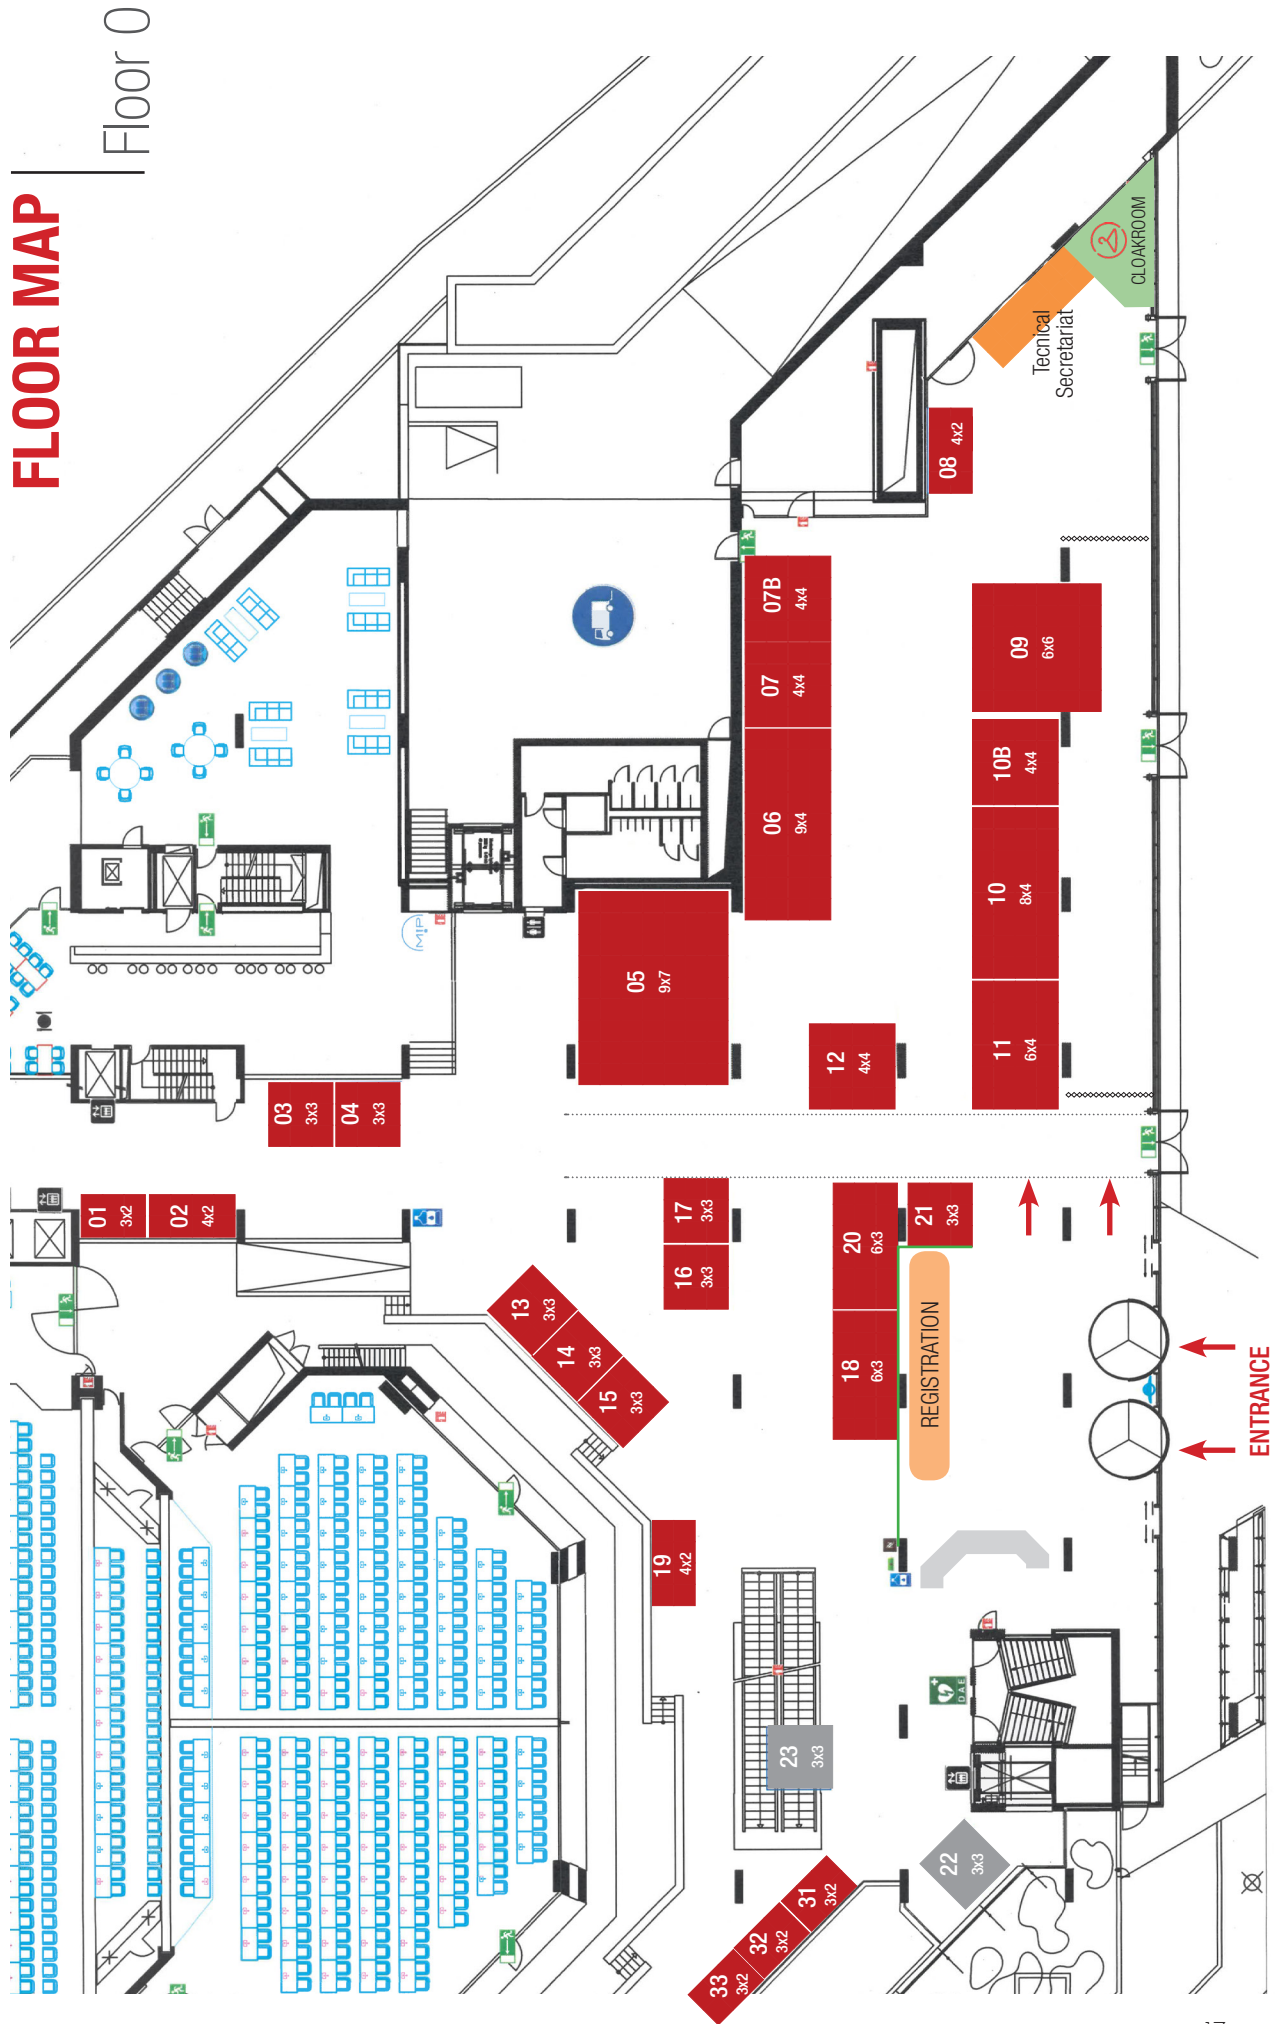 FLOOR MAP
Floor 0
01
3x2
02
4x2
03
3x3
04
3x3
05
9x7
06
9x4
07
4x4
07B
4x4
08
4x2
09
6x6
10B
4x4
10
8x4
11
6x4
12
4x4
13
3x3
14
3x3
15
3x3
16
3x3
17
3x3
18
6x3
19
4x2
20
6x3
21
3x3
22
3x3
23
3x3
31
3x2
32
3x2
33
3x2
Tecnical
Secretariat
CLOAKROOM
REGISTRATION
ENTRANCE
MIP
DAE